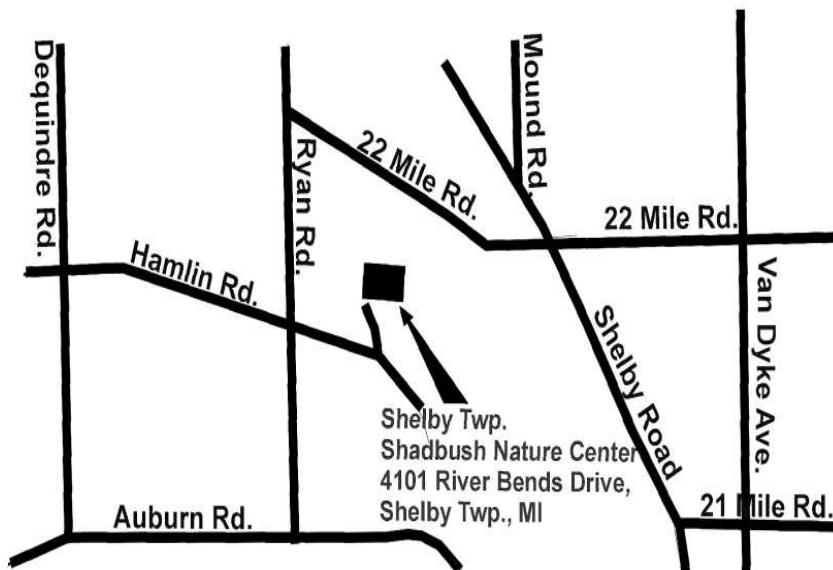 Dequindre Rd.
Ryan Rd.
22 Mile Rd.
Mound Rd.
22 Mile Rd.
Hamlin Rd.
Shelby Road
Van Dyke Ave.
Shelby Twp.
Shadbush Nature Center
4101 River Bends Drive,
Shelby Twp., MI
21 Mile Rd.
Auburn Rd.